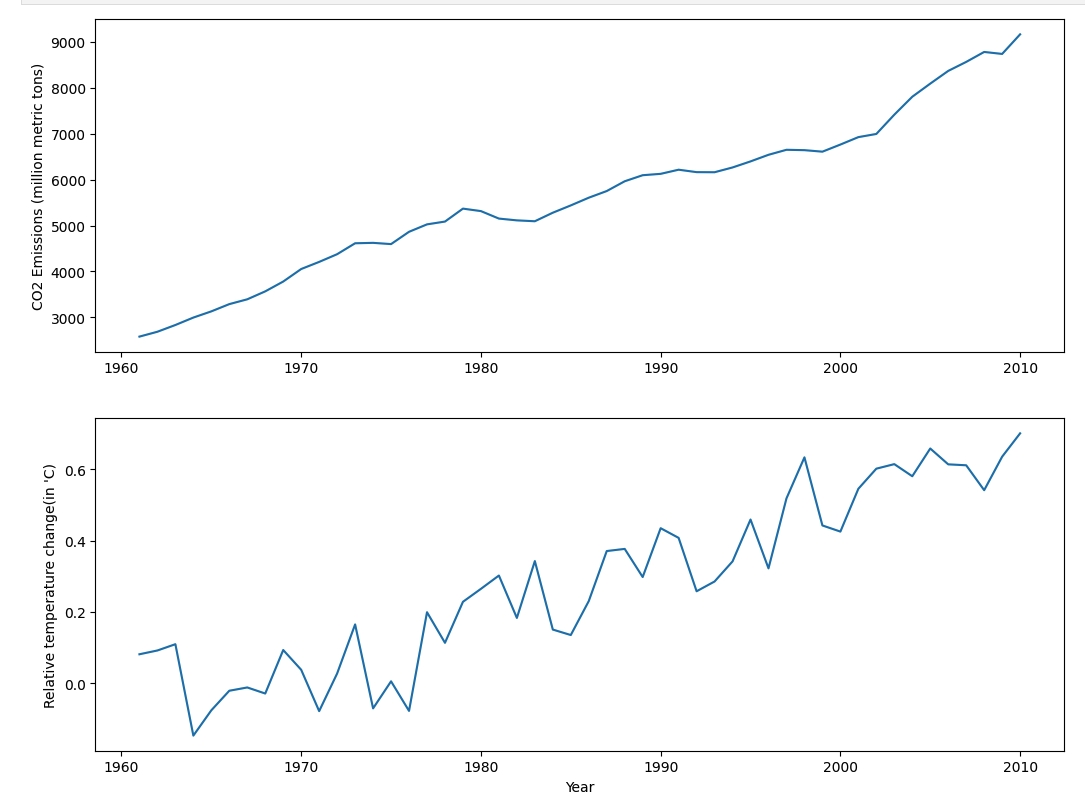 CO2 Emissions (million metric tons)
9000
8000
7000
6000
5000
4000
3000
1960 1970 1980 1990 2000 2010
Relative temperature change(in 'C)
0.6
0.4
0.2
0.0
1960 1970 1980 1990 2000 2010
Year